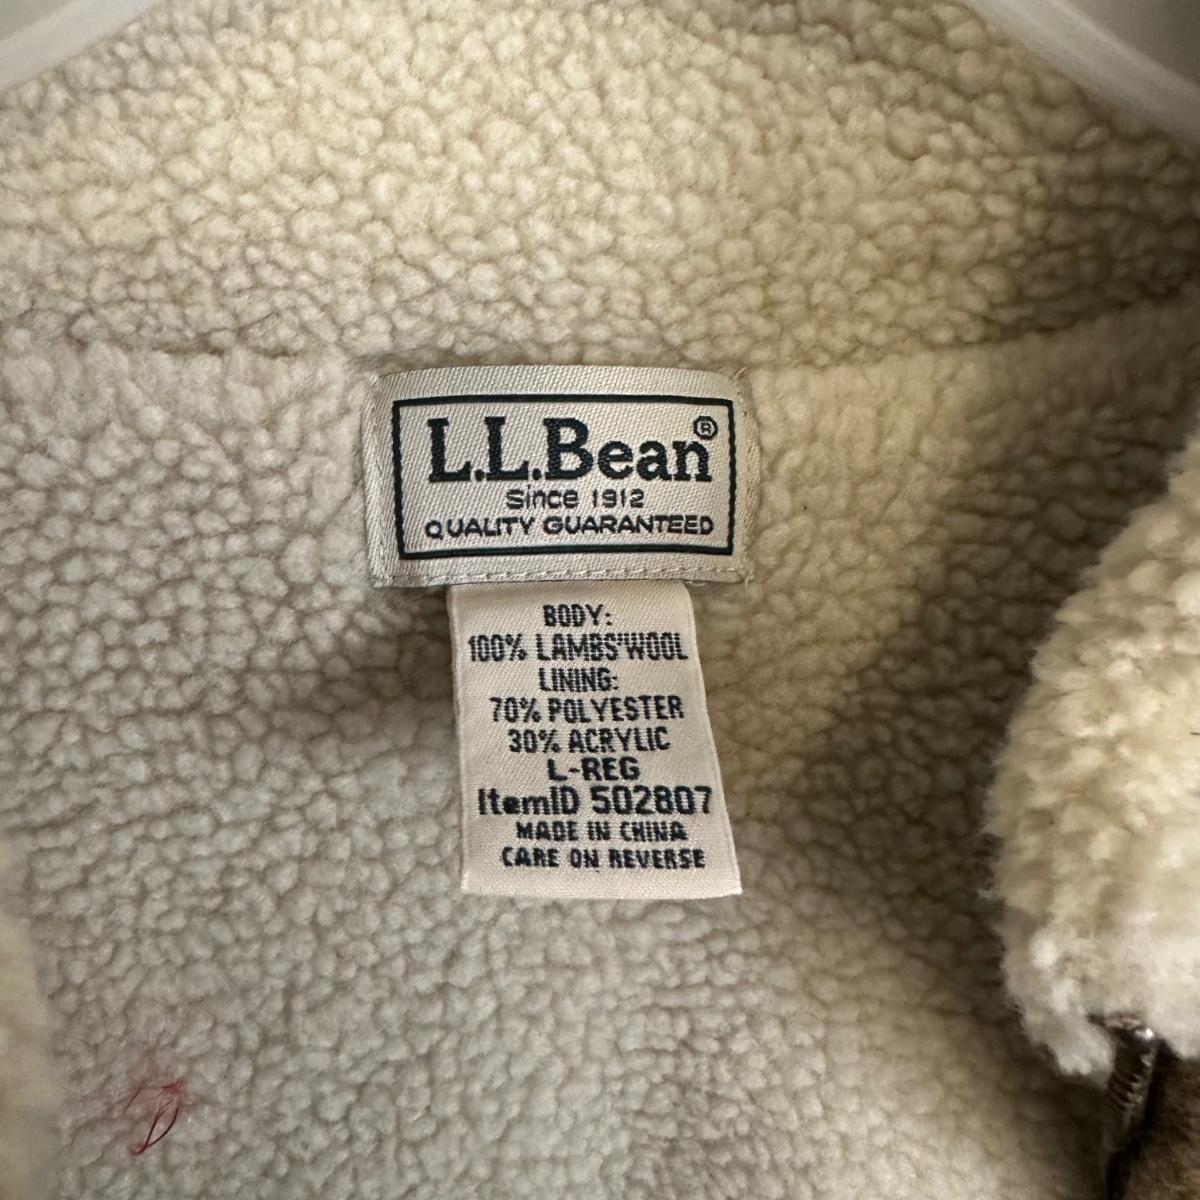 L.L.Bean®
Since 1912
QUALITY GUARANTEED
BODY:
100% LAMBS'WOOL
LINING:
70% POLYESTER
30% ACRYLIC
L-REG
ItemID 502807
MADE IN CHINA
CARE ON REVERSE